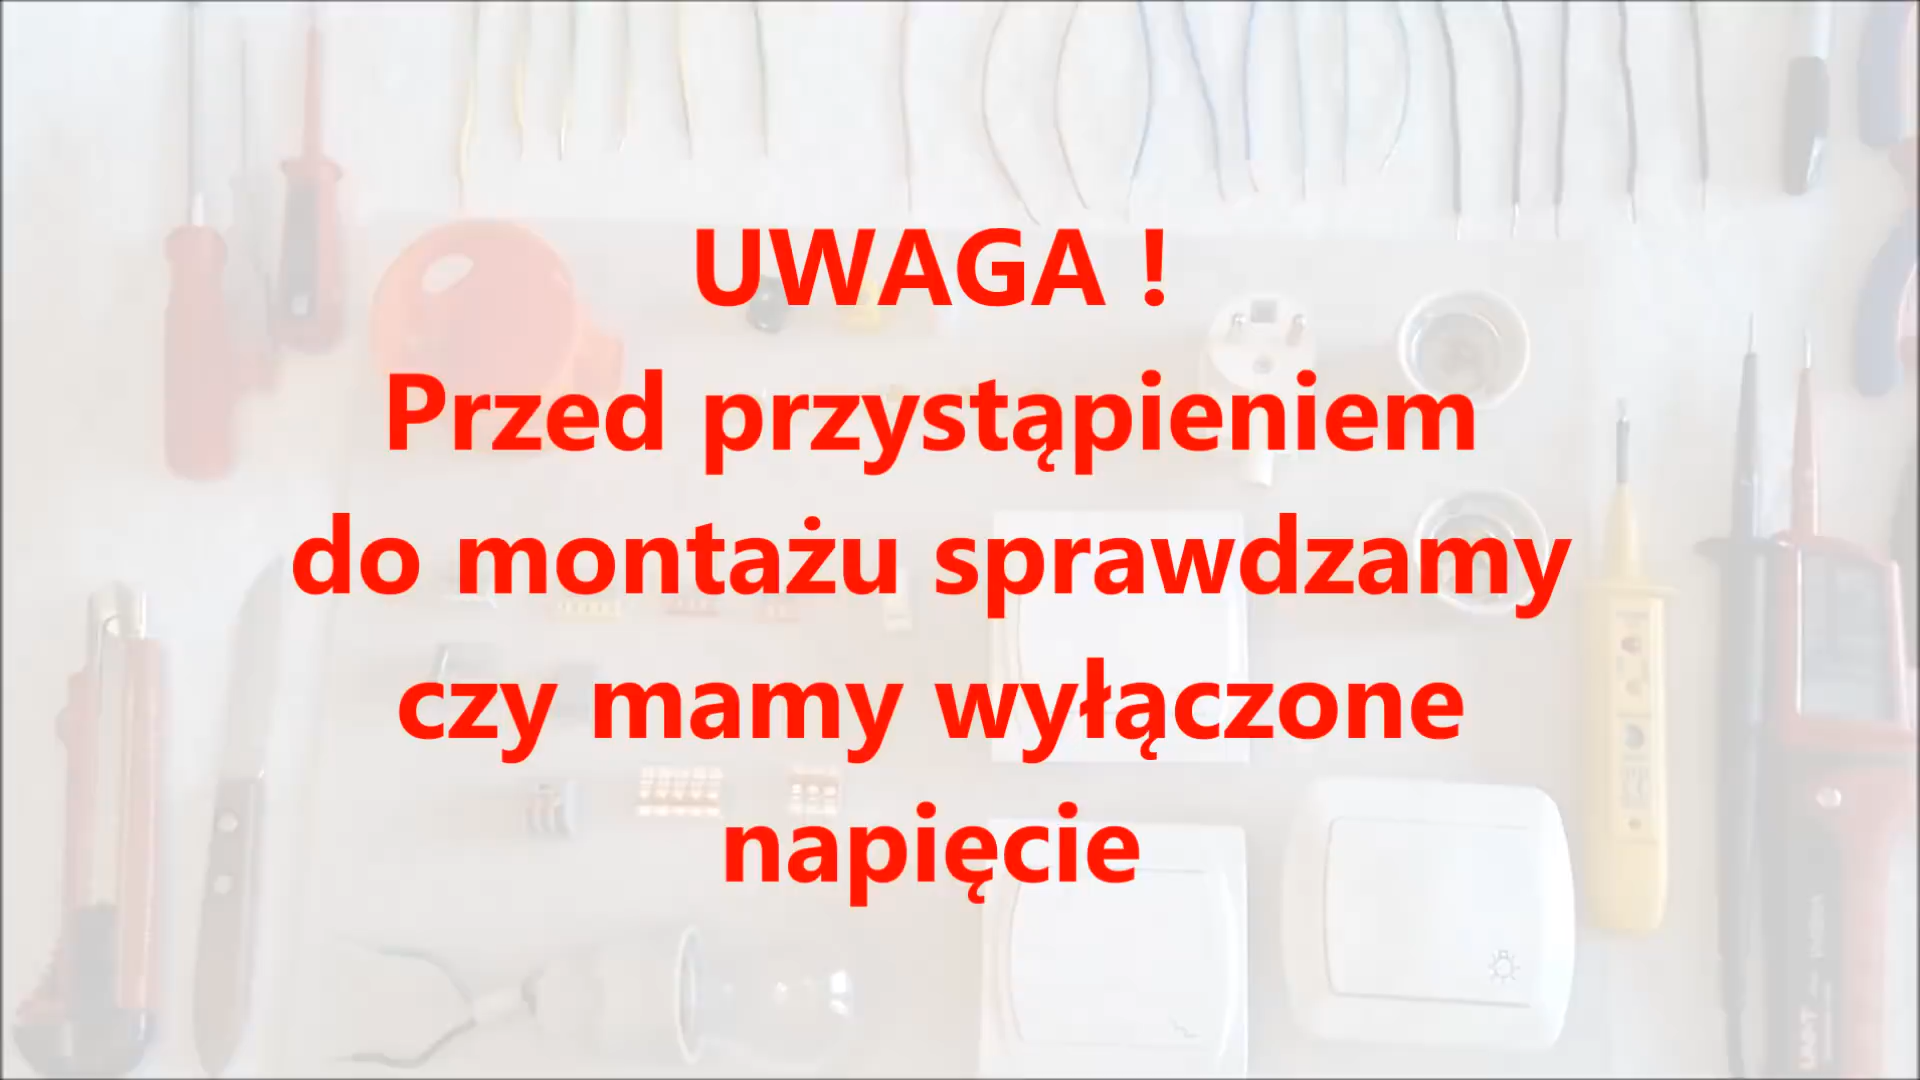 UWAGA !
Przed przystąpieniem
do montażu sprawdzamy
czy mamy wyłączone
napięcie